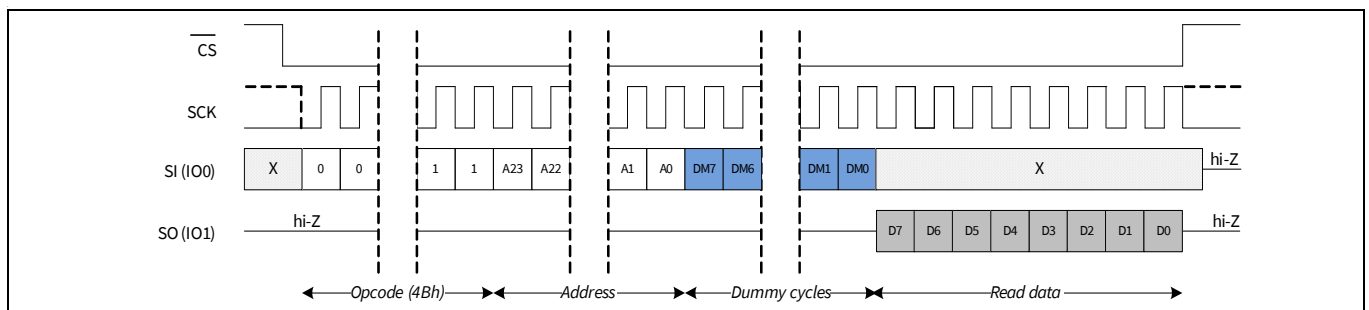 CS
SCK
SI (IO0) X 0 0 1 1 A23 A22 A1 A0 DM7 DM6 DM1 DM0 X hi-Z
SO (IO1) hi-Z D7 D6 D5 D4 D3 D2 D1 D0 hi-Z
Opcode (4Bh) Address Dummy cycles Read data